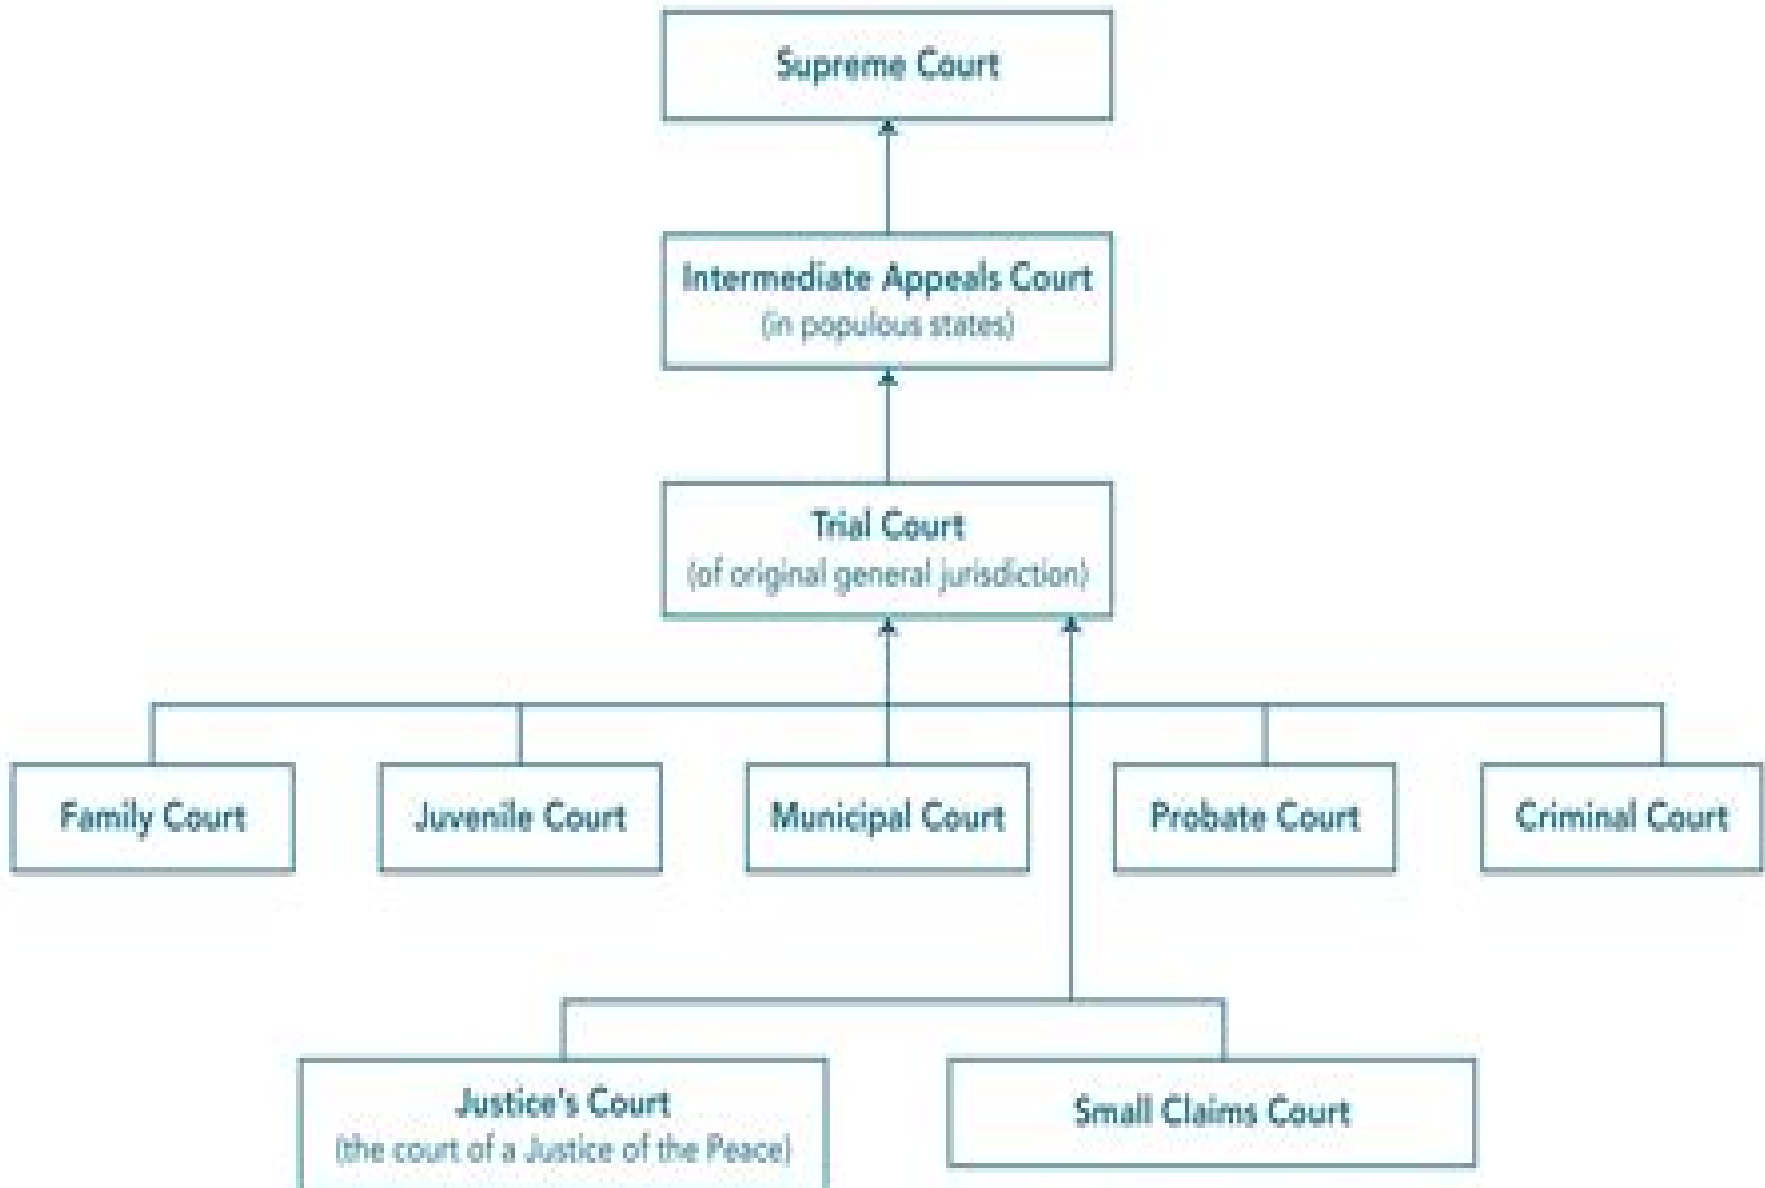 Supreme Court
Intermediate Appeals Court
(in populous states)
Trial Court
(of original general jurisdiction)
Family Court
Juvenile Court
Municipal Court
Probate Court
Criminal Court
Justice's Court
(the court of a Justice of the Peace)
Small Claims Court